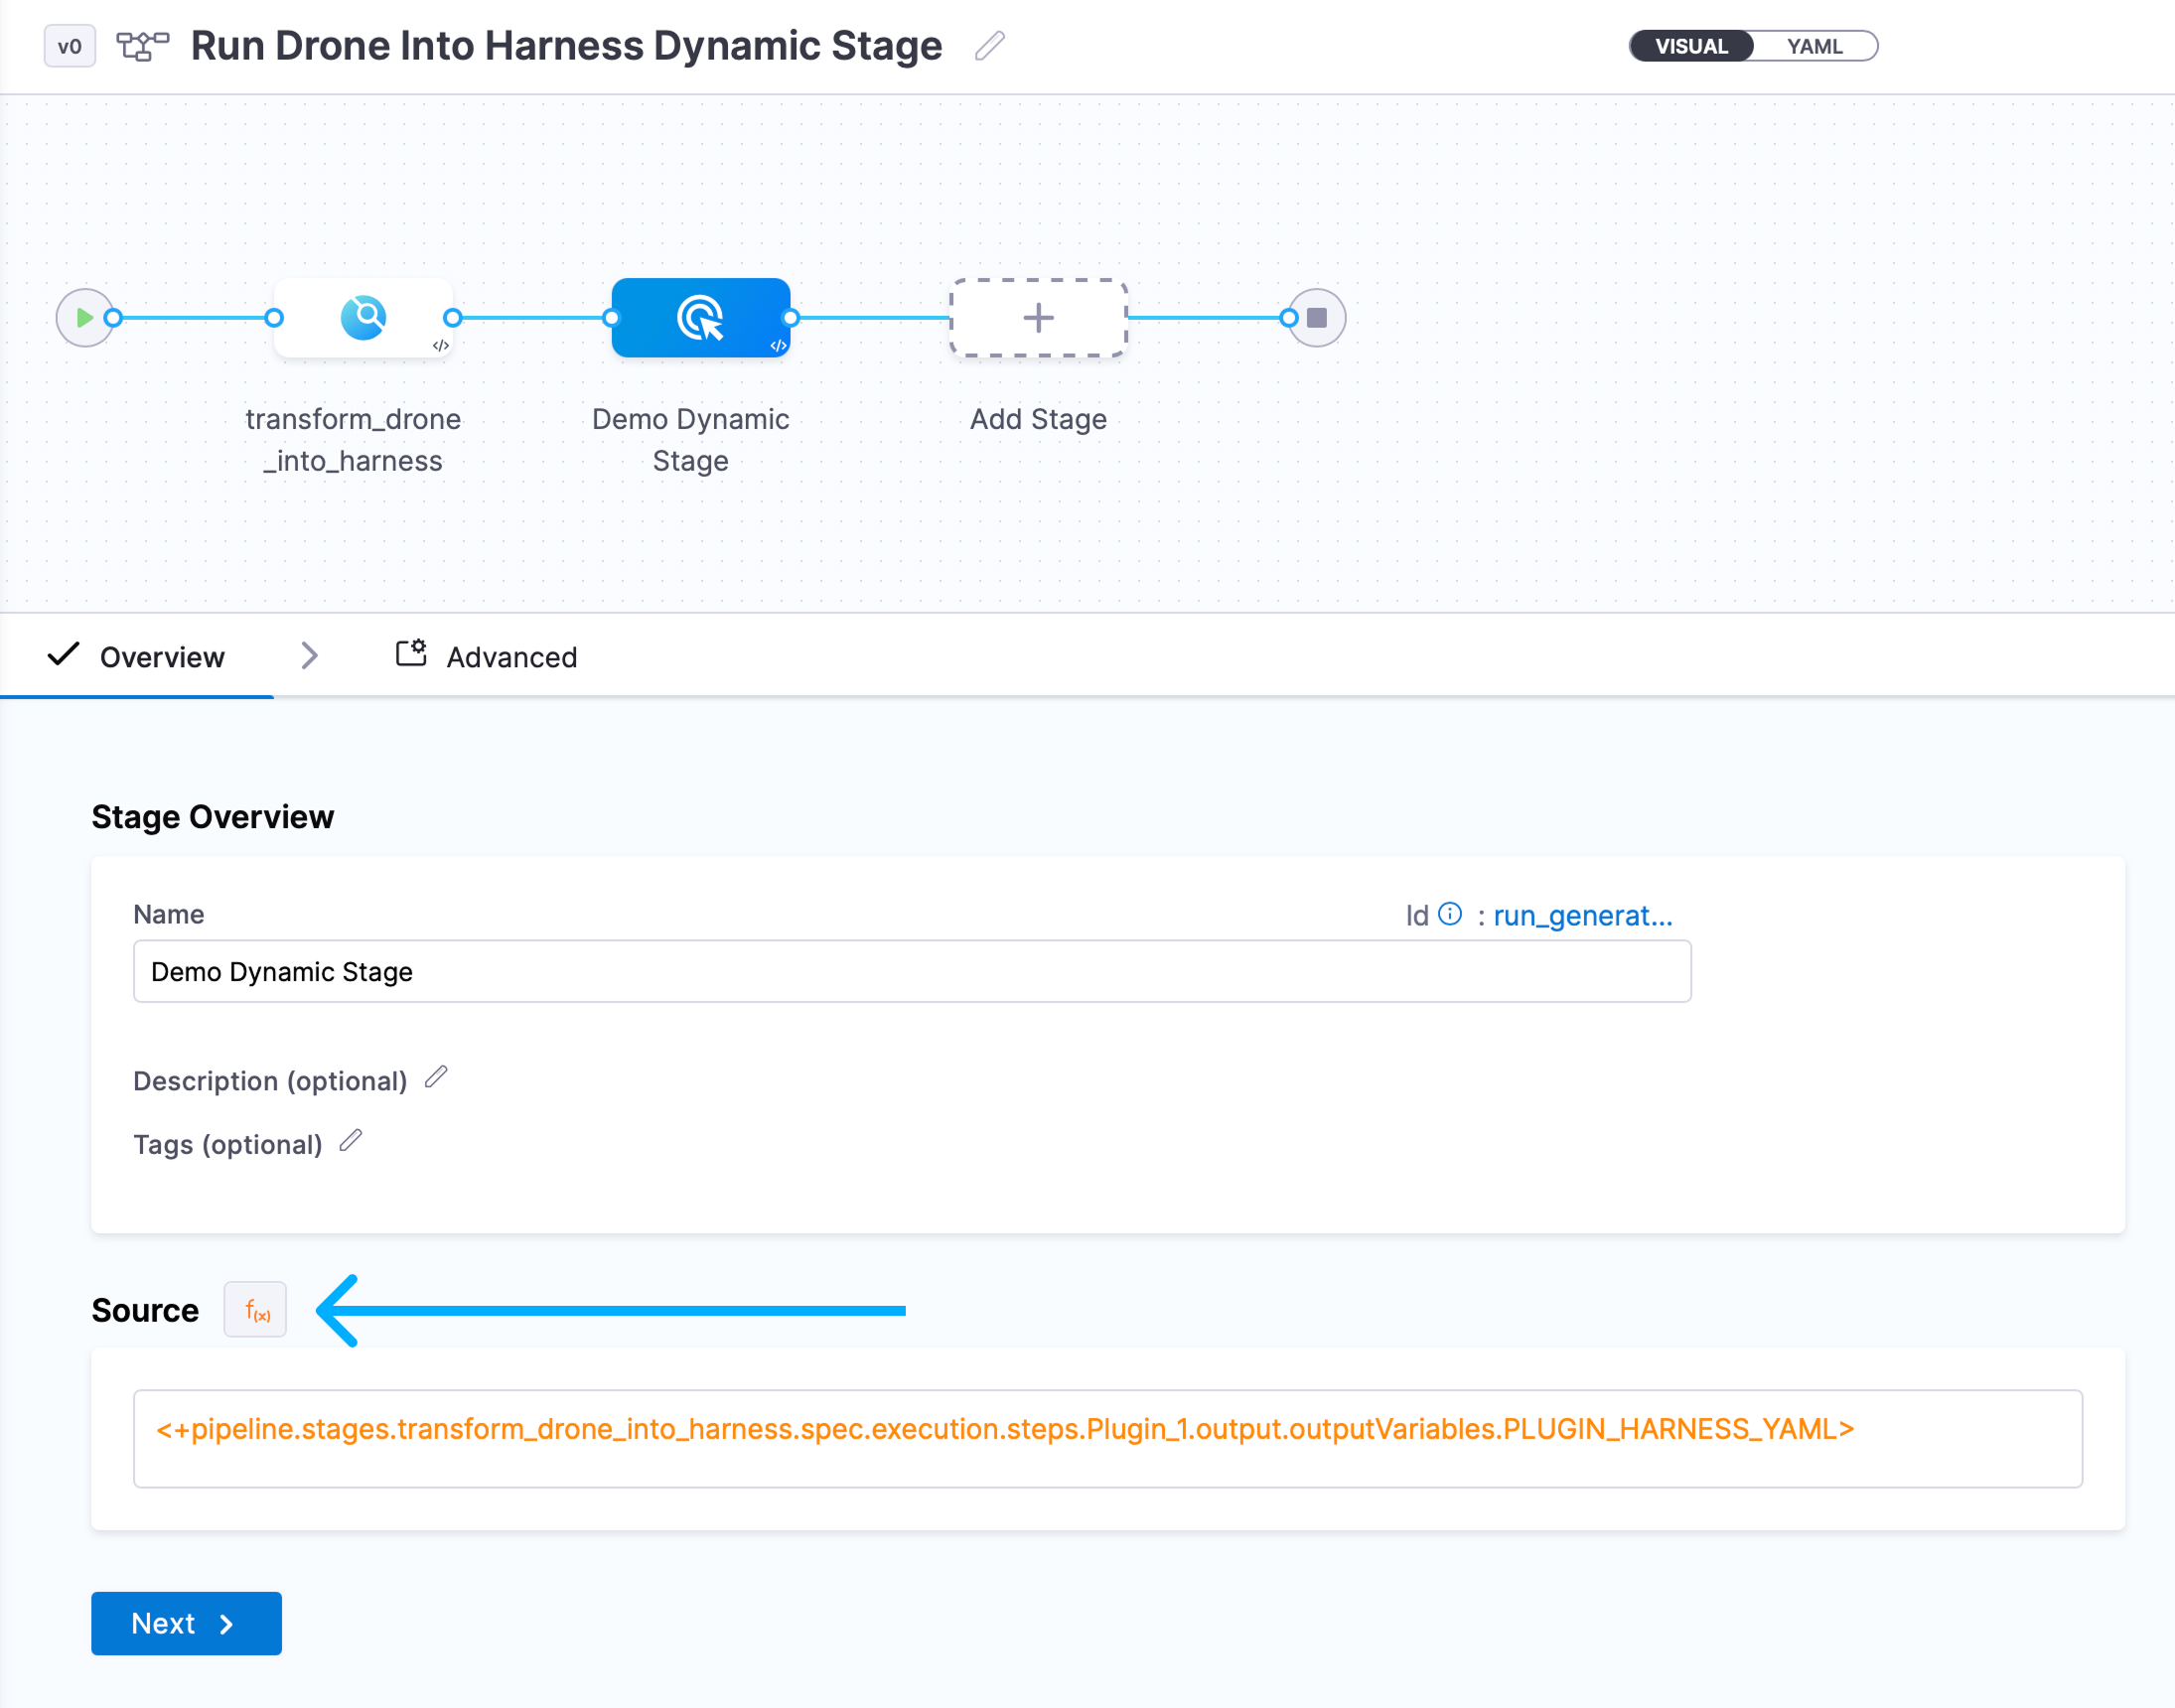 v0 Run Drone Into Harness Dynamic Stage VISUAL YAML
</>
</>
transform_drone
_into_harness
Demo Dynamic
Stage
Add Stage
Overview Advanced
Stage Overview
Name Id : run_generat...
Demo Dynamic Stage
Description (optional)
Tags (optional)
Source f(x)
<+pipeline.stages.transform_drone_into_harness.spec.execution.steps.Plugin_1.output.outputVariables.PLUGIN_HARNESS_YAML>
Next